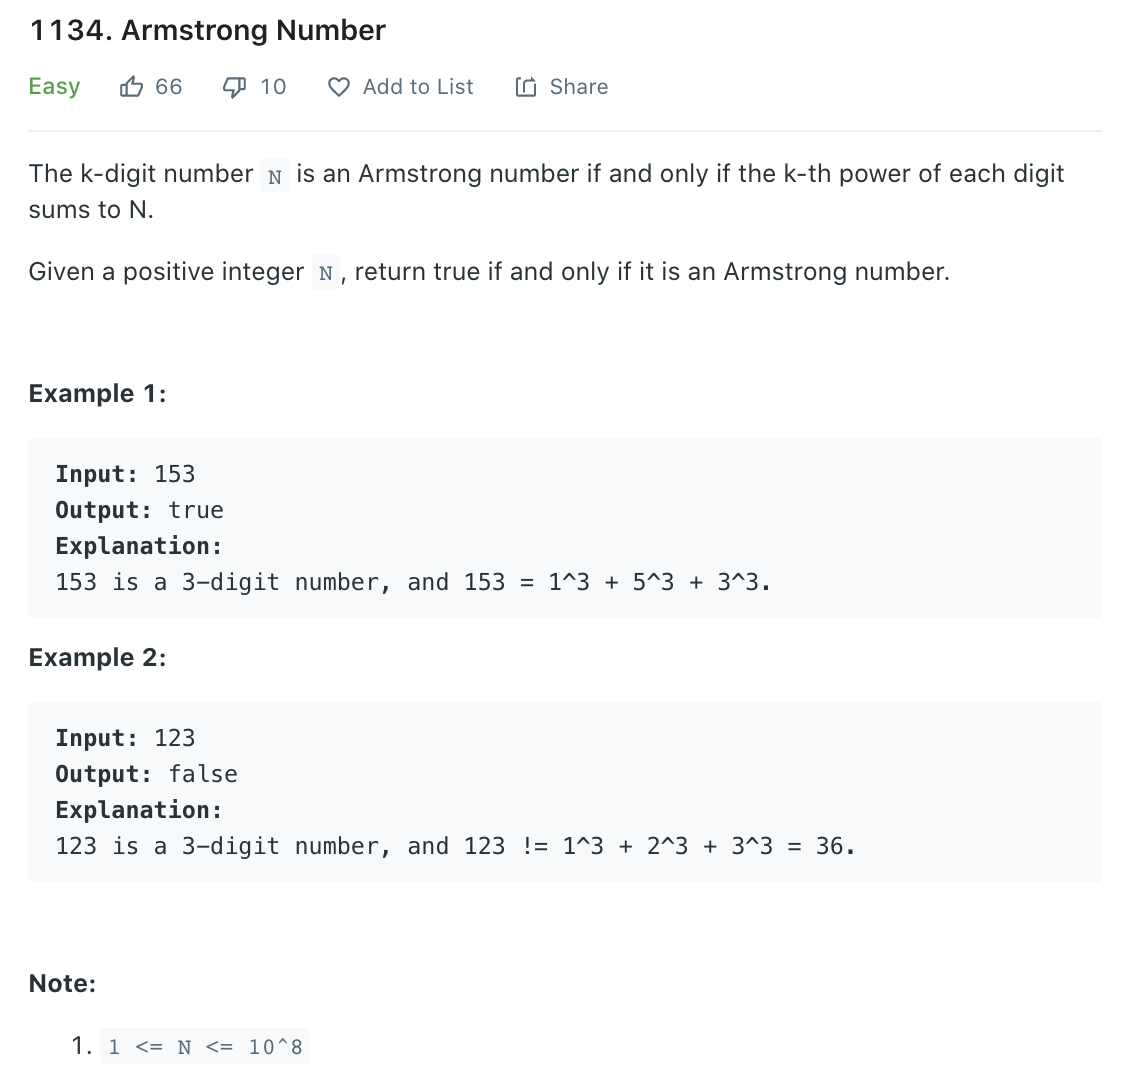 1134. Armstrong Number
Easy 66 10 Add to List Share
The k-digit number N is an Armstrong number if and only if the k-th power of each digit
sums to N.
Given a positive integer N, return true if and only if it is an Armstrong number.
Example 1:
Input: 153
Output: true
Explanation:
153 is a 3-digit number, and 153 = 1^3 + 5^3 + 3^3.
Example 2:
Input: 123
Output: false
Explanation:
123 is a 3-digit number, and 123 != 1^3 + 2^3 + 3^3 = 36.
Note:
1. 1 <= N <= 10^8